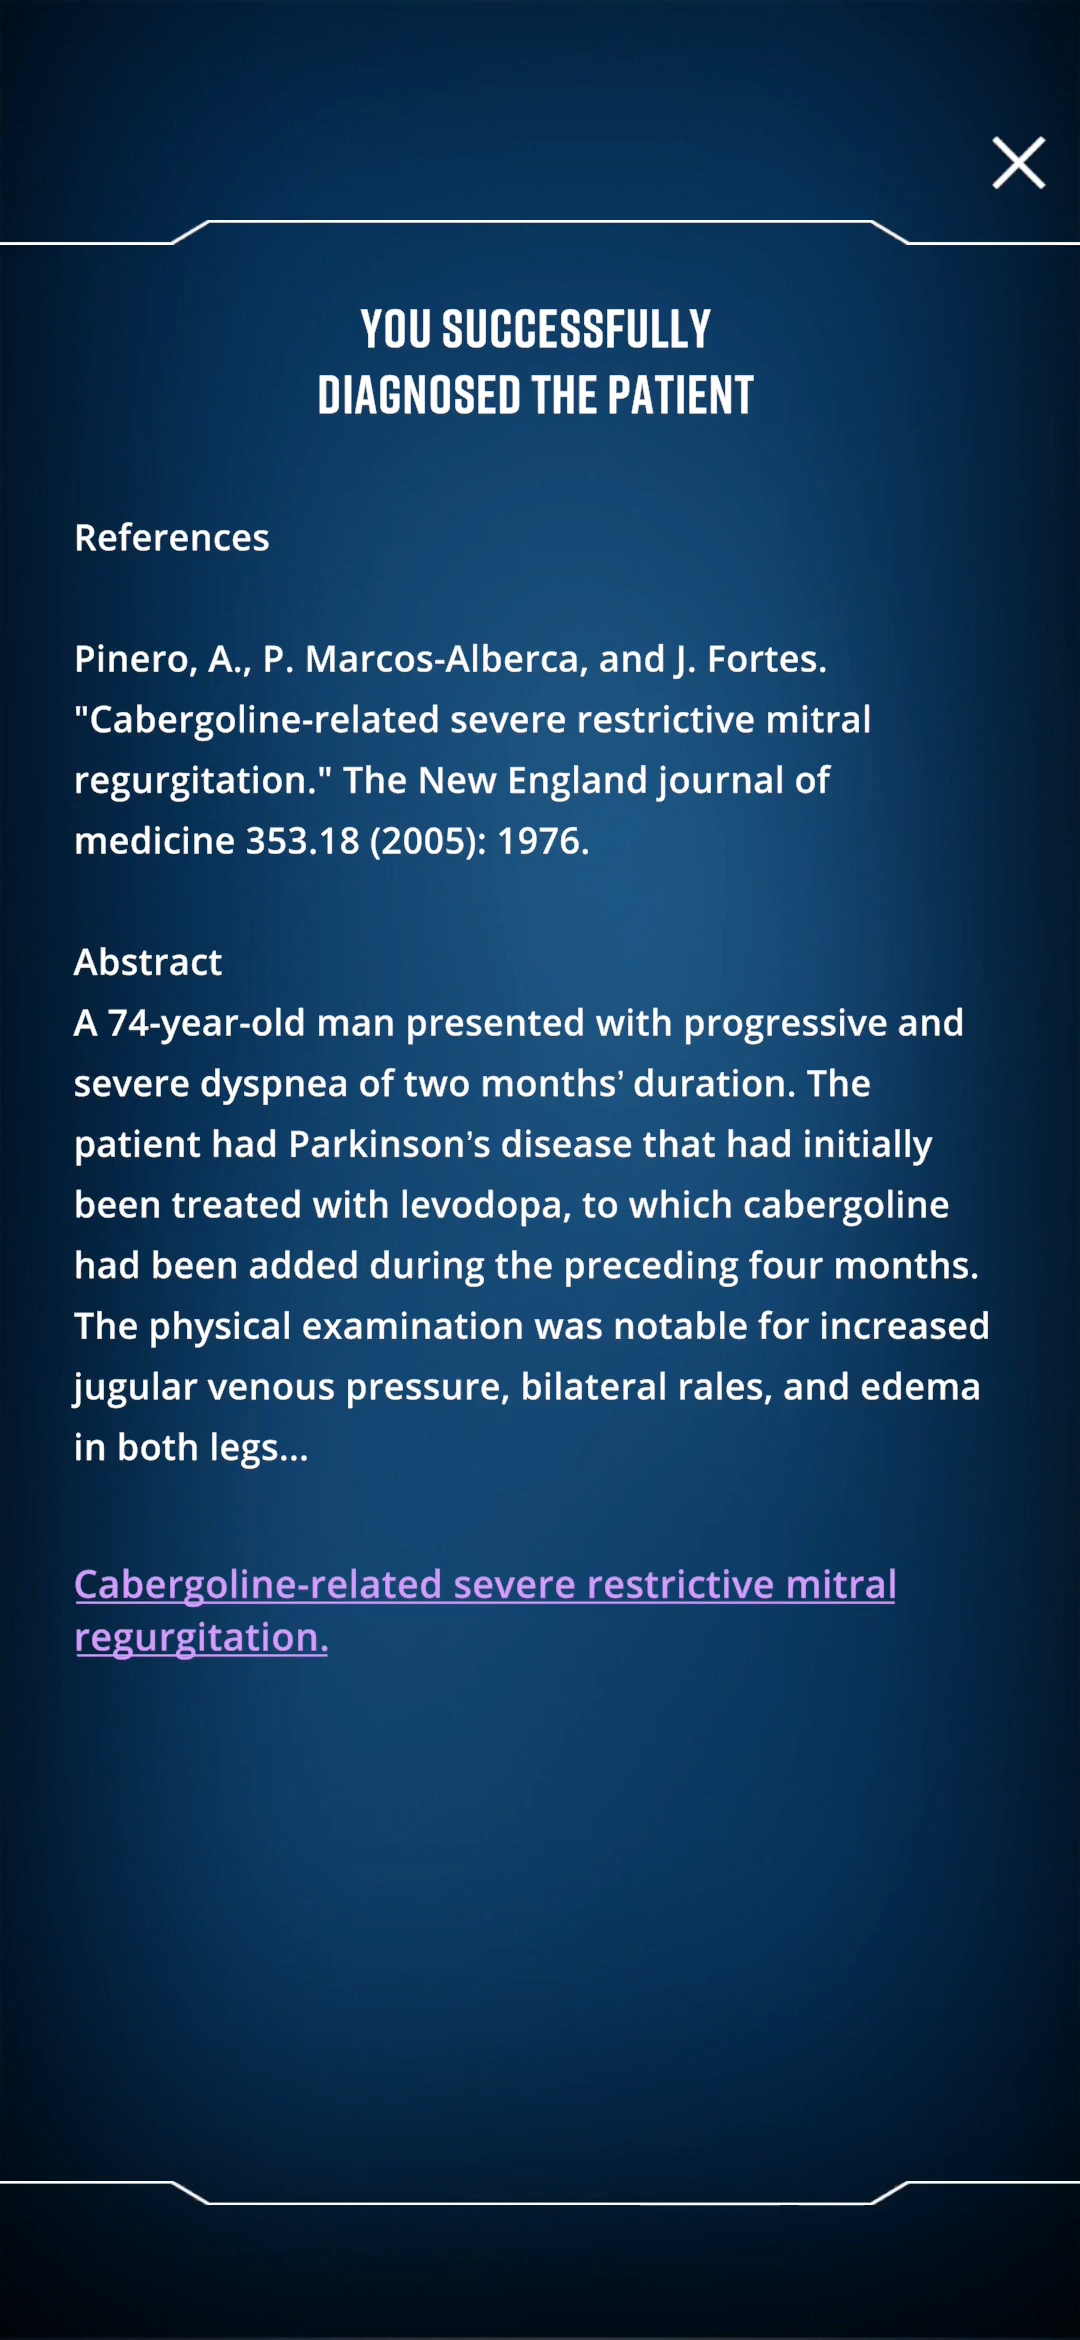 YOU SUCCESSFULLY
DIAGNOSED THE PATIENT
References
Pinero, A., P. Marcos-Alberca, and J. Fortes.
"Cabergoline-related severe restrictive mitral
regurgitation." The New England journal of
medicine 353.18 (2005): 1976.
Abstract
A 74-year-old man presented with progressive and
severe dyspnea of two months’ duration. The
patient had Parkinson’s disease that had initially
been treated with levodopa, to which cabergoline
had been added during the preceding four months.
The physical examination was notable for increased
jugular venous pressure, bilateral rales, and edema
in both legs...
Cabergoline-related severe restrictive mitral
regurgitation.